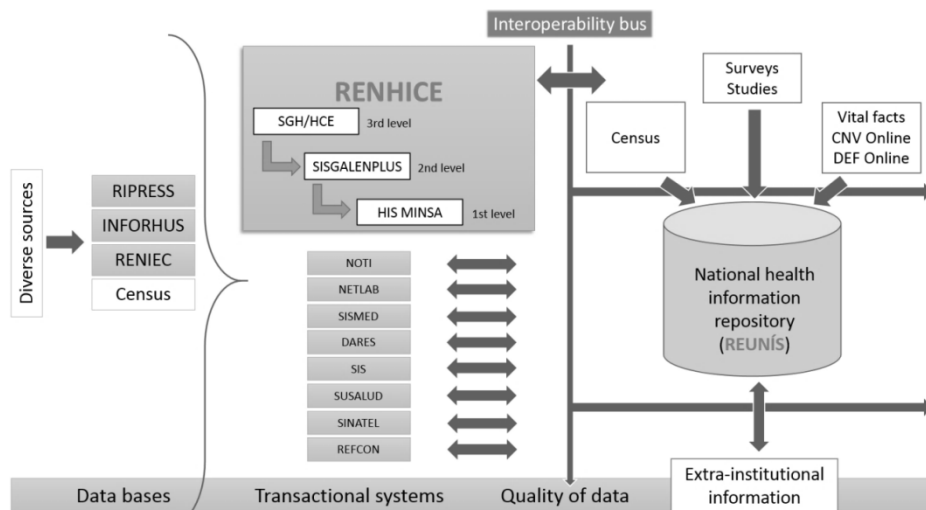 Interoperability bus
RENHICE
SGH/HCE 3rd level
SISGALENPLUS 2nd level
HIS MINSA 1st level
Surveys
Studies
Census
Vital facts
CNV Online
DEF Online
Diverse sources
RIPRESS
INFORHUS
RENIEC
Census
NOTI
NETLAB
SISMED
DARES
SIS
SUSALUD
SINATEL
REFCON
National health
information
repository
(REUNÍS)
Extra-institutional
information
Data bases
Transactional systems
Quality of data